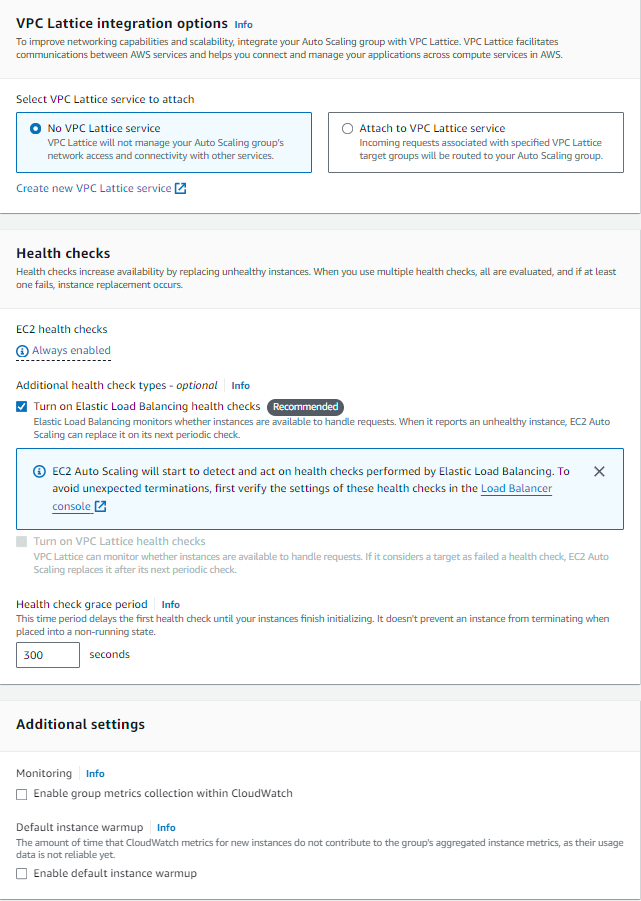 VPC Lattice integration options Info
To improve networking capabilities and scalability, integrate your Auto Scaling group with VPC Lattice. VPC Lattice facilitates
communications between AWS services and helps you connect and manage your applications across compute services in AWS.
Select VPC Lattice service to attach
No VPC Lattice service
VPC Lattice will not manage your Auto Scaling group's
network access and connectivity with other services.
Attach to VPC Lattice service
Incoming requests associated with specified VPC Lattice
target groups will be routed to your Auto Scaling group.
Create new VPC Lattice service
Health checks
Health checks increase availability by replacing unhealthy instances. When you use multiple health checks, all are evaluated, and if at least
one fails, instance replacement occurs.
EC2 health checks
Always enabled
Additional health check types - optional Info
Turn on Elastic Load Balancing health checks Recommended
Elastic Load Balancing monitors whether instances are available to handle requests. When it reports an unhealthy instance, EC2 Auto
Scaling can replace it on its next periodic check.
EC2 Auto Scaling will start to detect and act on health checks performed by Elastic Load Balancing. To
avoid unexpected terminations, first verify the settings of these health checks in the Load Balancer
console
Turn on VPC Lattice health checks
VPC Lattice can monitor whether instances are available to handle requests. If it considers a target as failed a health check, EC2 Auto
Scaling replaces it after its next periodic check.
Health check grace period Info
This time period delays the first health check until your instances finish initializing. It doesn't prevent an instance from terminating when
placed into a non-running state.
300 seconds
Additional settings
Monitoring Info
Enable group metrics collection within CloudWatch
Default instance warmup Info
The amount of time that CloudWatch metrics for new instances do not contribute to the group's aggregated instance metrics, as their usage
data is not reliable yet.
Enable default instance warmup